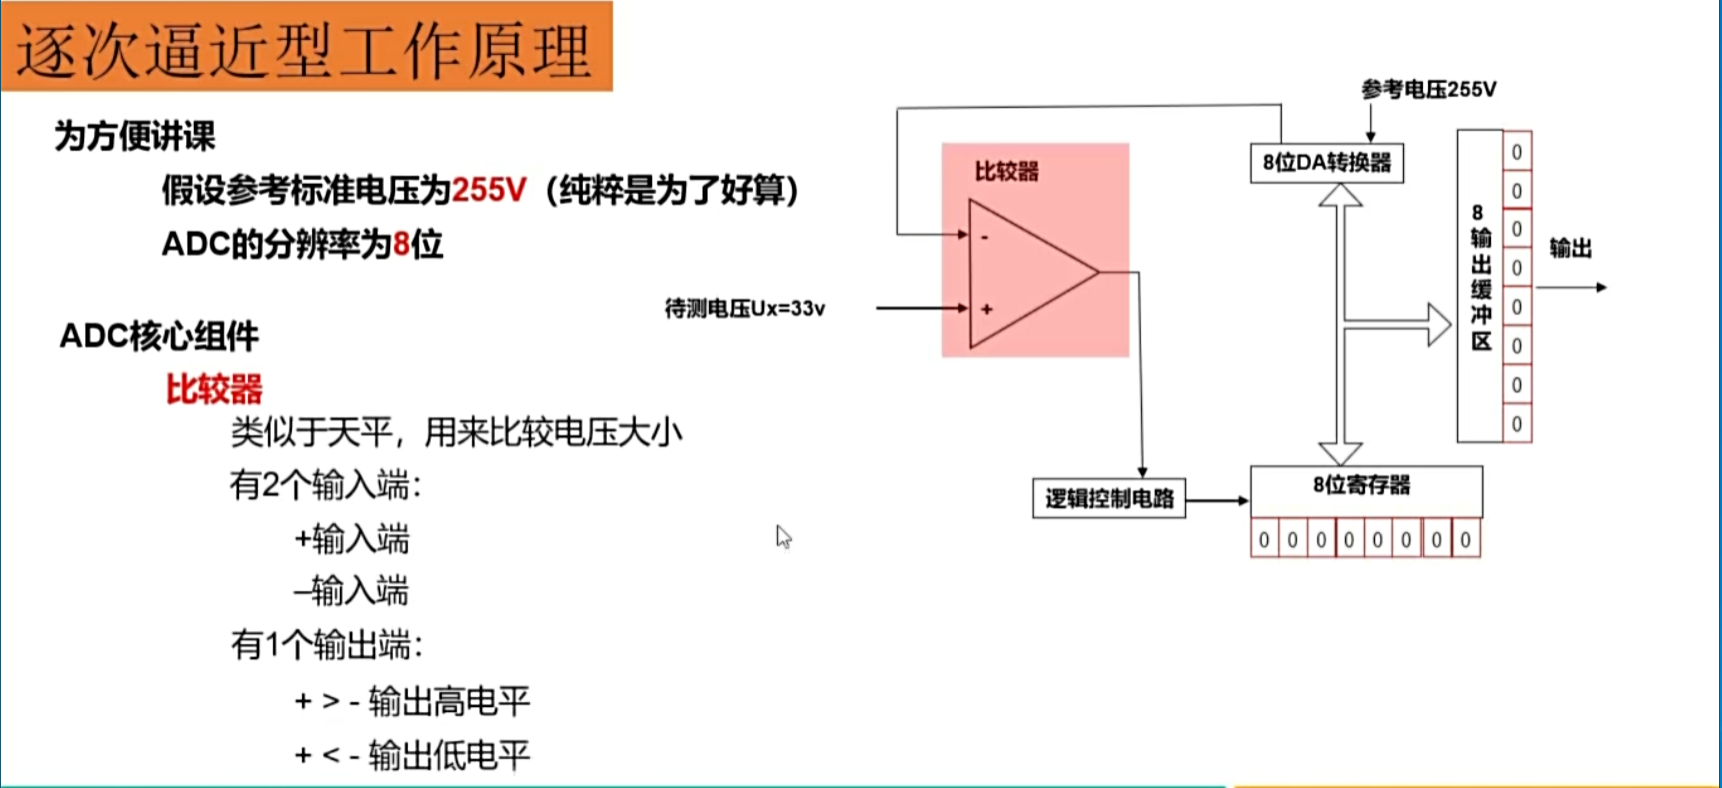 逐次逼近型工作原理
为方便讲课
假设参考标准电压为255V（纯粹是为了好算）
ADC的分辨率为8位
ADC核心组件
比较器
类似于天平，用来比较电压大小
有2个输入端：
+输入端
–输入端
有1个输出端：
+ > - 输出高电平
+ < - 输出低电平
参考电压255V
8位DA转换器
比较器
-
+
待测电压Ux=33v
逻辑控制电路
8位寄存器
0 0 0 0 0 0 0 0
8输出缓冲区
0
0
0
0
0
0
0
0
输出